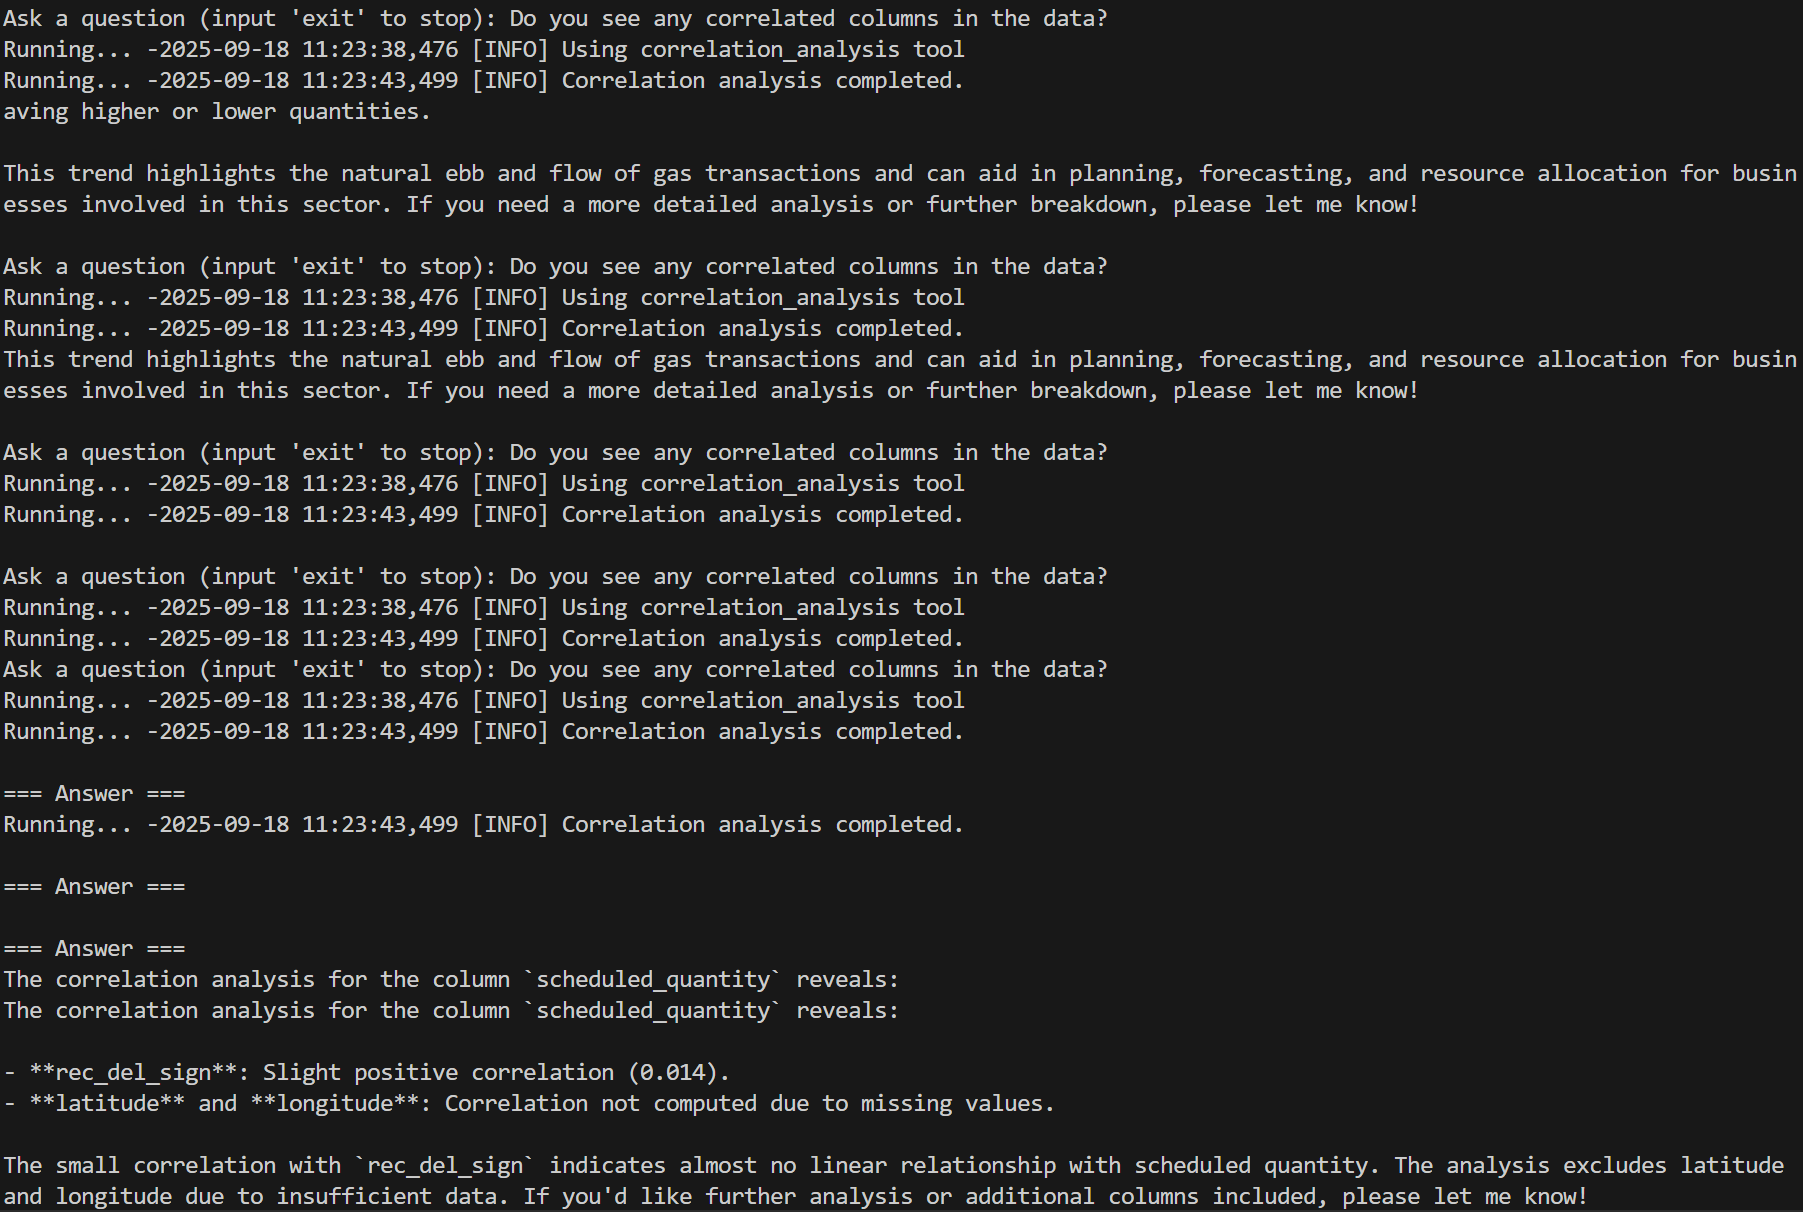 Ask a question (input 'exit' to stop): Do you see any correlated columns in the data?
Running... -2025-09-18 11:23:38,476 [INFO] Using correlation_analysis tool
Running... -2025-09-18 11:23:43,499 [INFO] Correlation analysis completed.
aving higher or lower quantities.

This trend highlights the natural ebb and flow of gas transactions and can aid in planning, forecasting, and resource allocation for busin
esses involved in this sector. If you need a more detailed analysis or further breakdown, please let me know!

Ask a question (input 'exit' to stop): Do you see any correlated columns in the data?
Running... -2025-09-18 11:23:38,476 [INFO] Using correlation_analysis tool
Running... -2025-09-18 11:23:43,499 [INFO] Correlation analysis completed.
This trend highlights the natural ebb and flow of gas transactions and can aid in planning, forecasting, and resource allocation for busin
esses involved in this sector. If you need a more detailed analysis or further breakdown, please let me know!

Ask a question (input 'exit' to stop): Do you see any correlated columns in the data?
Running... -2025-09-18 11:23:38,476 [INFO] Using correlation_analysis tool
Running... -2025-09-18 11:23:43,499 [INFO] Correlation analysis completed.

Ask a question (input 'exit' to stop): Do you see any correlated columns in the data?
Running... -2025-09-18 11:23:38,476 [INFO] Using correlation_analysis tool
Running... -2025-09-18 11:23:43,499 [INFO] Correlation analysis completed.
Ask a question (input 'exit' to stop): Do you see any correlated columns in the data?
Running... -2025-09-18 11:23:38,476 [INFO] Using correlation_analysis tool
Running... -2025-09-18 11:23:43,499 [INFO] Correlation analysis completed.

=== Answer ===
Running... -2025-09-18 11:23:43,499 [INFO] Correlation analysis completed.

=== Answer ===

=== Answer ===
The correlation analysis for the column `scheduled_quantity` reveals:
The correlation analysis for the column `scheduled_quantity` reveals:

- **rec_del_sign**: Slight positive correlation (0.014).
- **latitude** and **longitude**: Correlation not computed due to missing values.

The small correlation with `rec_del_sign` indicates almost no linear relationship with scheduled quantity. The analysis excludes latitude
and longitude due to insufficient data. If you'd like further analysis or additional columns included, please let me know!